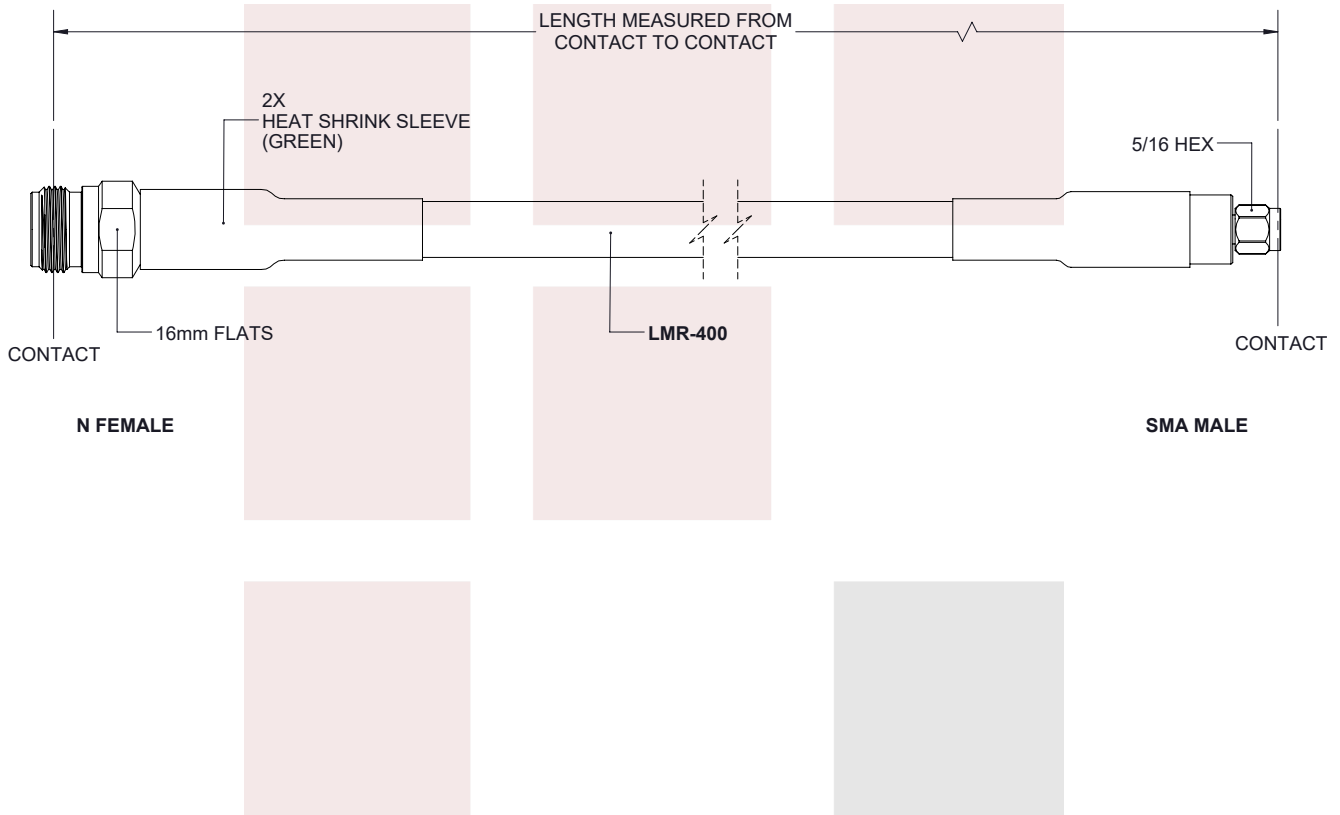 LENGTH MEASURED FROM
CONTACT TO CONTACT
2X
HEAT SHRINK SLEEVE
(GREEN)
5/16 HEX
16mm FLATS
LMR-400
CONTACT
CONTACT
N FEMALE
SMA MALE